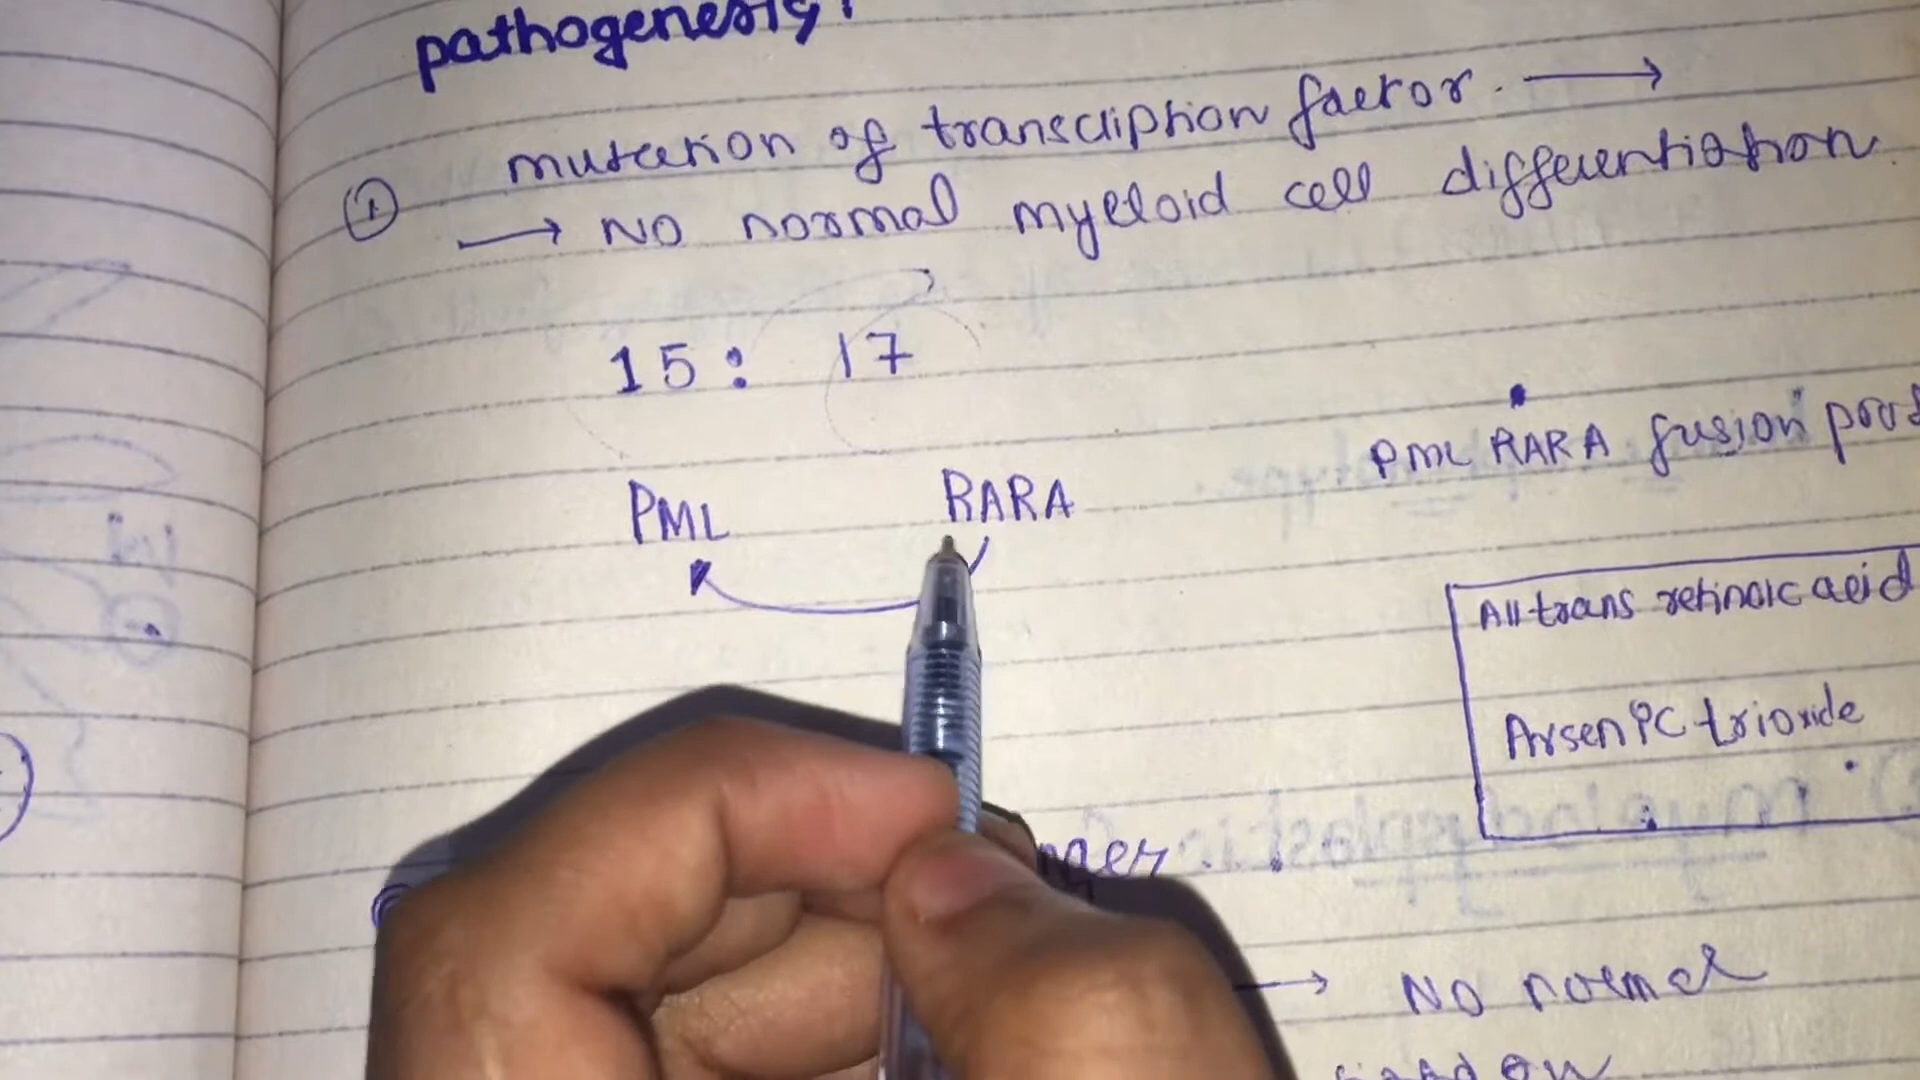 pathogenesis:
1 mutation of transcription factor. →
→ NO normal myeloid cell differentiation
15 : 17
PML RARA
PML RARA fusion
All trans retinoic acid
Arsenic trioxide
→ NO normal